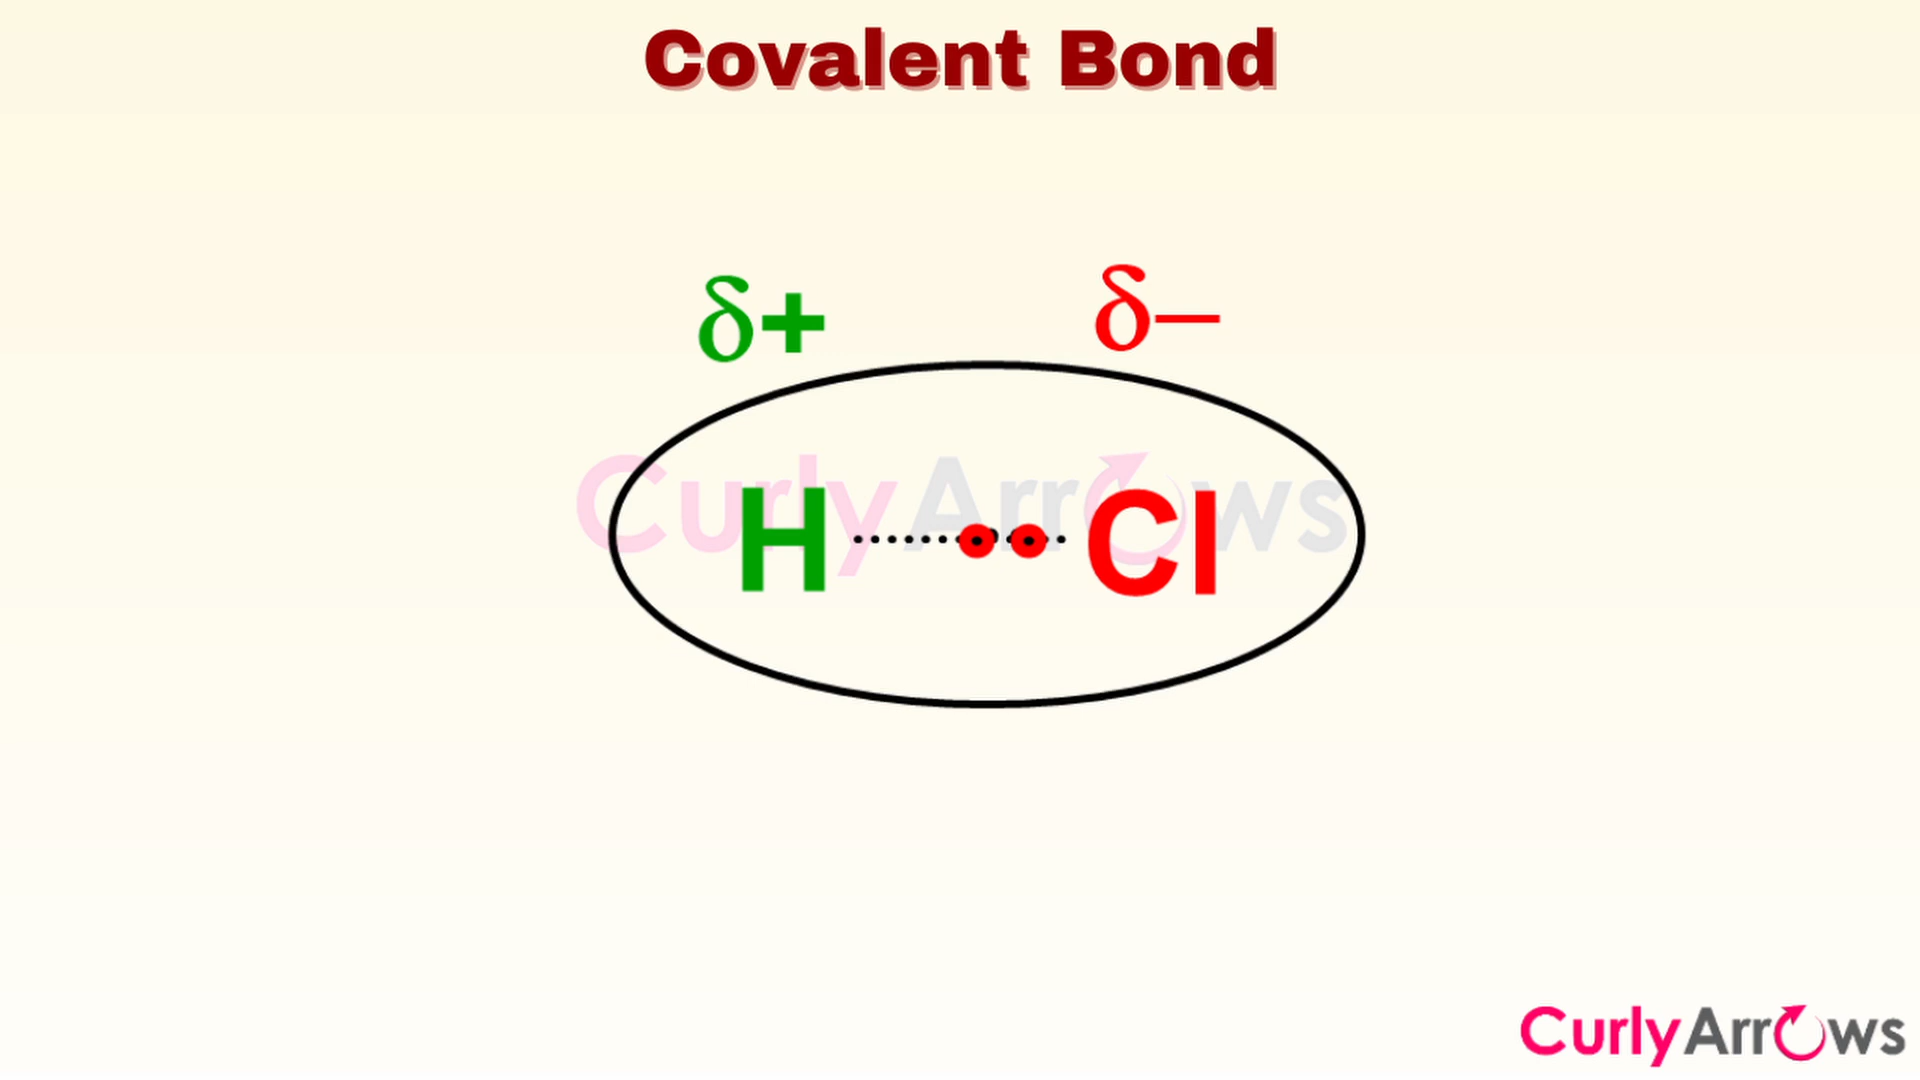 Covalent Bond
δ+ δ–
H Cl
CurlyArrows
CurlyArrows